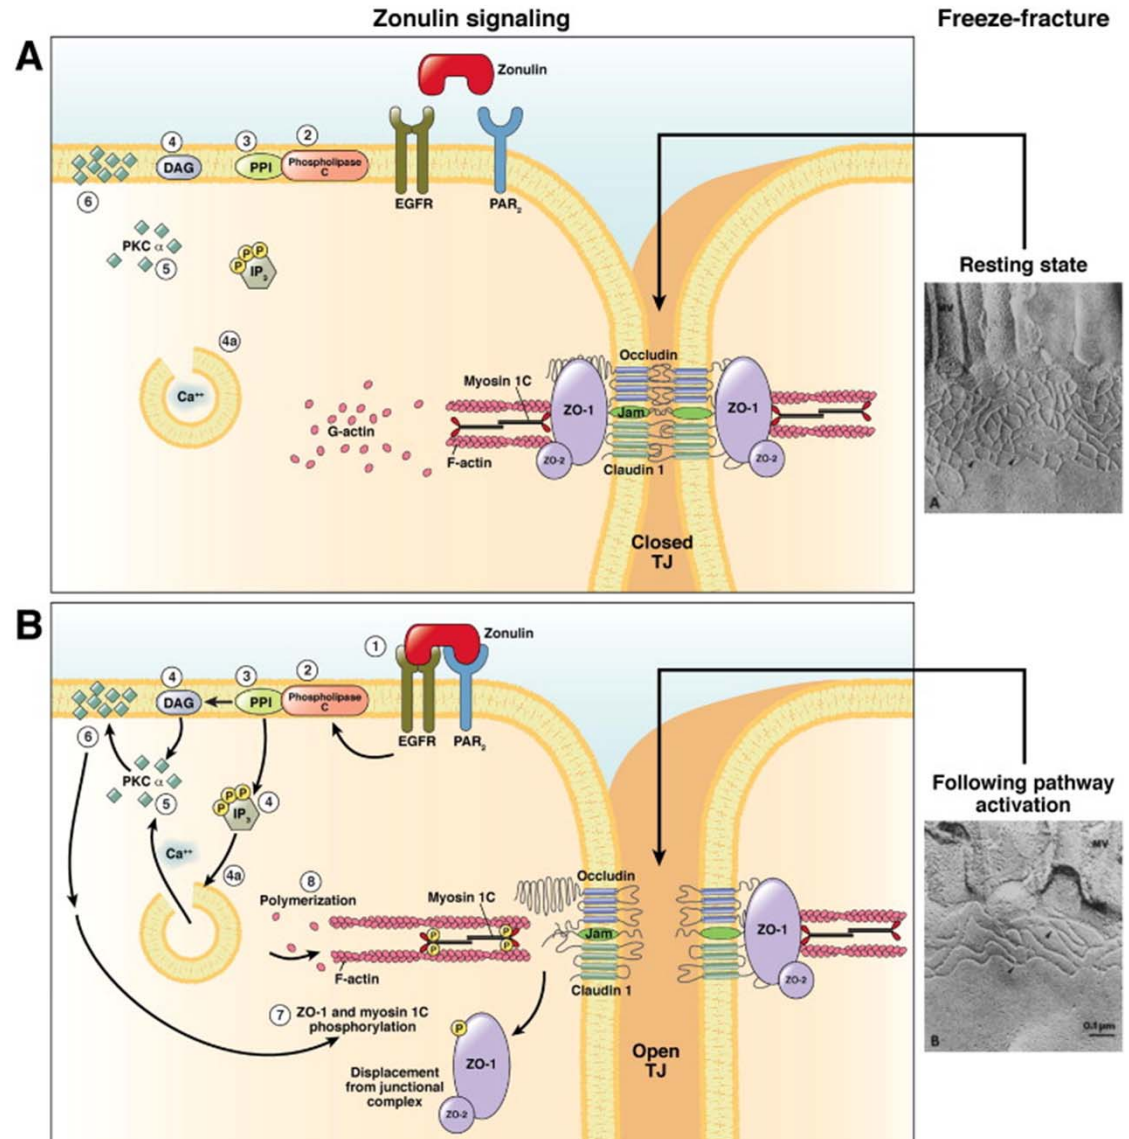 Zonulin signaling
Freeze-fracture
A
Zonulin
4
3
2
DAG
PPI
Phospholipase
C
6
EGFR
PAR2
PKC α
5
P
P
P
IP3
Resting state
MV
4a
Ca++
Occludin
Myosin 1C
ZO-1
Jam
ZO-1
G-actin
F-actin
ZO-2
Claudin 1
ZO-2
A
Closed
TJ
B
1
Zonulin
4
3
2
DAG
PPI
Phospholipase
C
6
EGFR
PAR2
PKC α
5
P
P
P
IP3
4
Following pathway
activation
MV
Ca++
4a
8
Polymerization
Myosin 1C
Occludin
P
P
P
P
Jam
ZO-1
F-actin
Claudin 1
ZO-2
7
ZO-1 and myosin 1C
phosphorylation
P
ZO-1
Displacement
from junctional
complex
ZO-2
Open
TJ
0.1µm
B